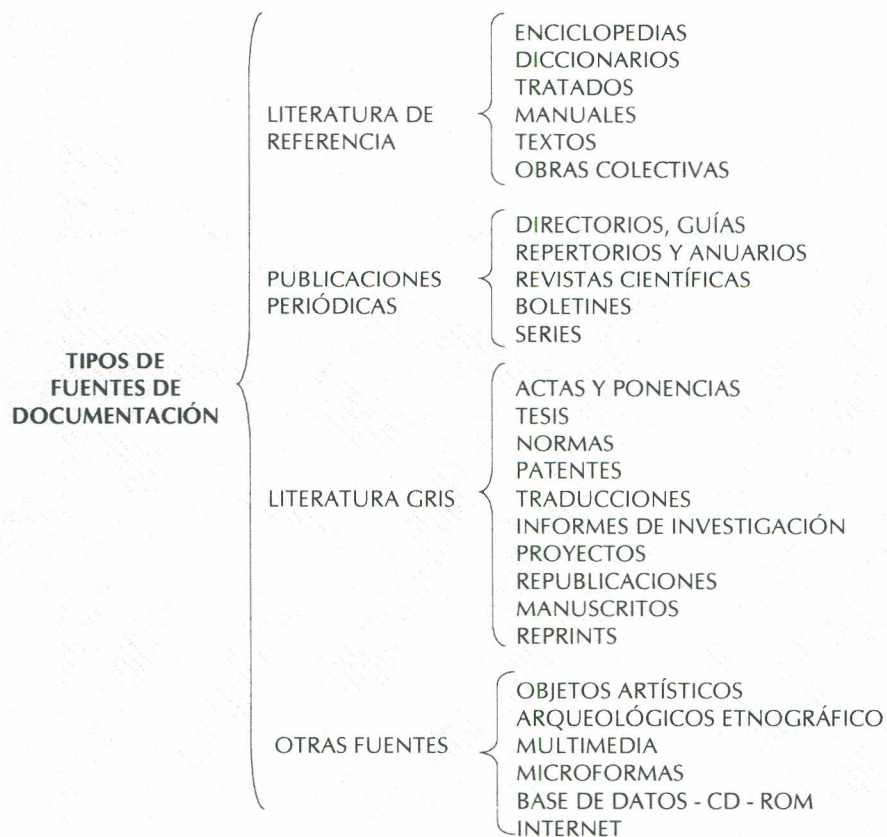 TIPOS DE
FUENTES DE
DOCUMENTACIÓN
LITERATURA DE
REFERENCIA
ENCICLOPEDIAS
DICCIONARIOS
TRATADOS
MANUALES
TEXTOS
OBRAS COLECTIVAS
PUBLICACIONES
PERIÓDICAS
DIRECTORIOS, GUÍAS
REPERTORIOS Y ANUARIOS
REVISTAS CIENTÍFICAS
BOLETINES
SERIES
LITERATURA GRIS
ACTAS Y PONENCIAS
TESIS
NORMAS
PATENTES
TRADUCCIONES
INFORMES DE INVESTIGACIÓN
PROYECTOS
REPUBLICACIONES
MANUSCRITOS
REPRINTS
OTRAS FUENTES
OBJETOS ARTÍSTICOS
ARQUEOLÓGICOS ETNOGRÁFICO
MULTIMEDIA
MICROFORMAS
BASE DE DATOS - CD - ROM
INTERNET